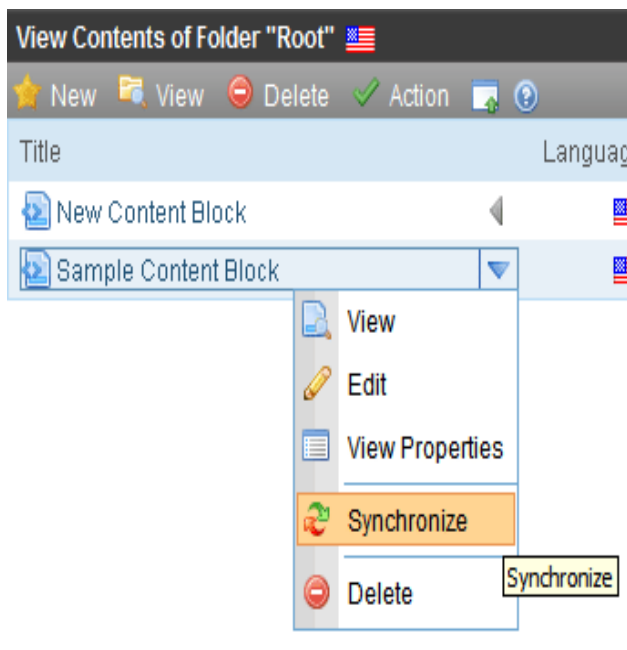 View Contents of Folder "Root"
New View Delete Action
Title Languag
New Content Block
Sample Content Block
View
Edit
View Properties
Synchronize
Synchronize
Delete